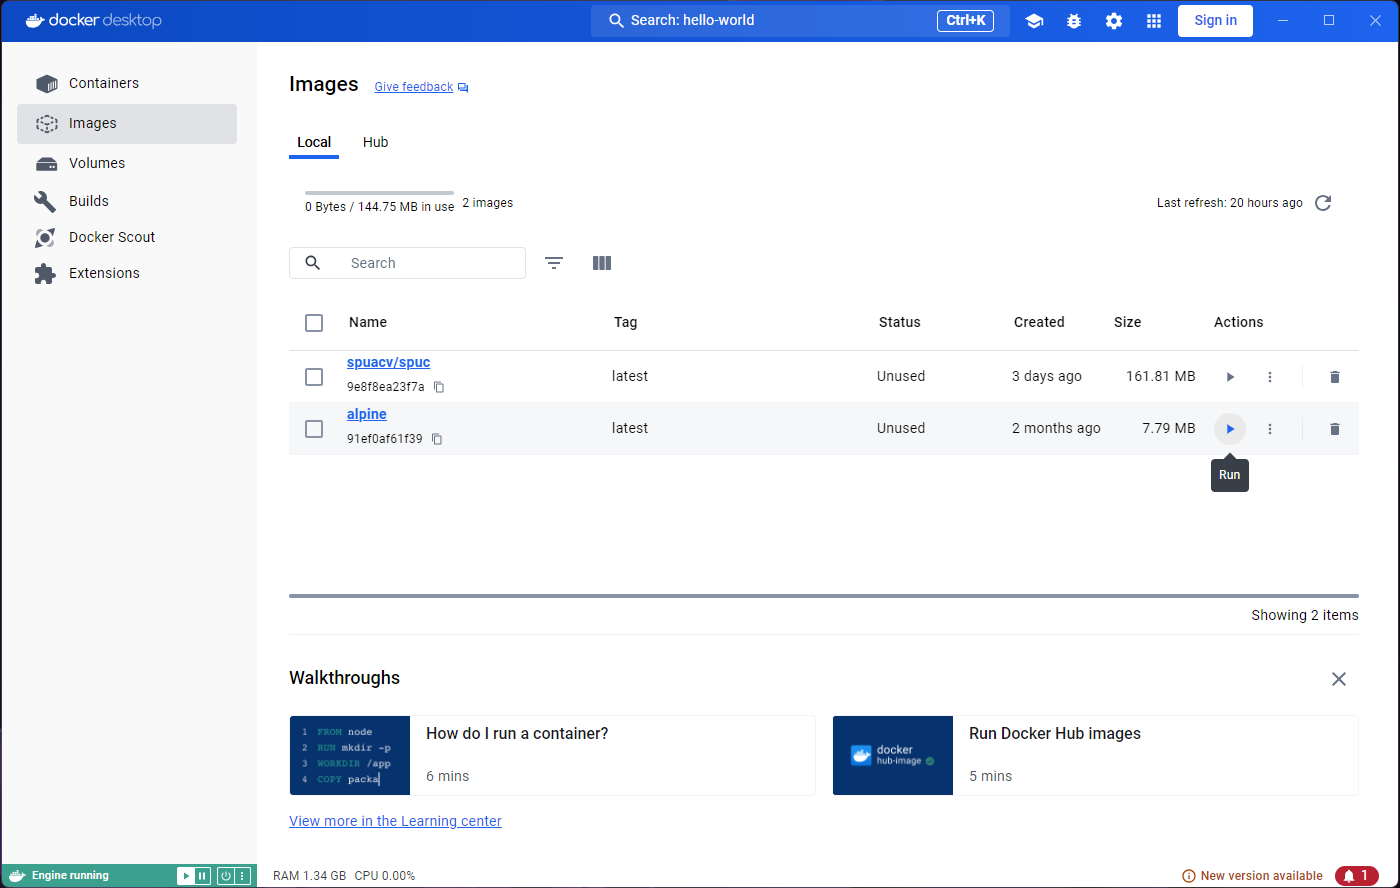 docker desktop
Search: hello-world Ctrl+K
Sign in
Containers
Images
Volumes
Builds
Docker Scout
Extensions
Images Give feedback
Local Hub
0 Bytes / 144.75 MB in use 2 images
Last refresh: 20 hours ago
Search
Name Tag Status Created Size Actions
spuacv/spuc
9e8f8ea23f7a
latest Unused 3 days ago 161.81 MB
alpine
91ef0af61f39
latest Unused 2 months ago 7.79 MB
Run
Showing 2 items
Walkthroughs
1 FROM node
2 RUN mkdir -p
3 WORKDIR /app
4 COPY packa
How do I run a container?
6 mins
docker
hub-image
Run Docker Hub images
5 mins
View more in the Learning center
Engine running
RAM 1.34 GB CPU 0.00%
New version available
1